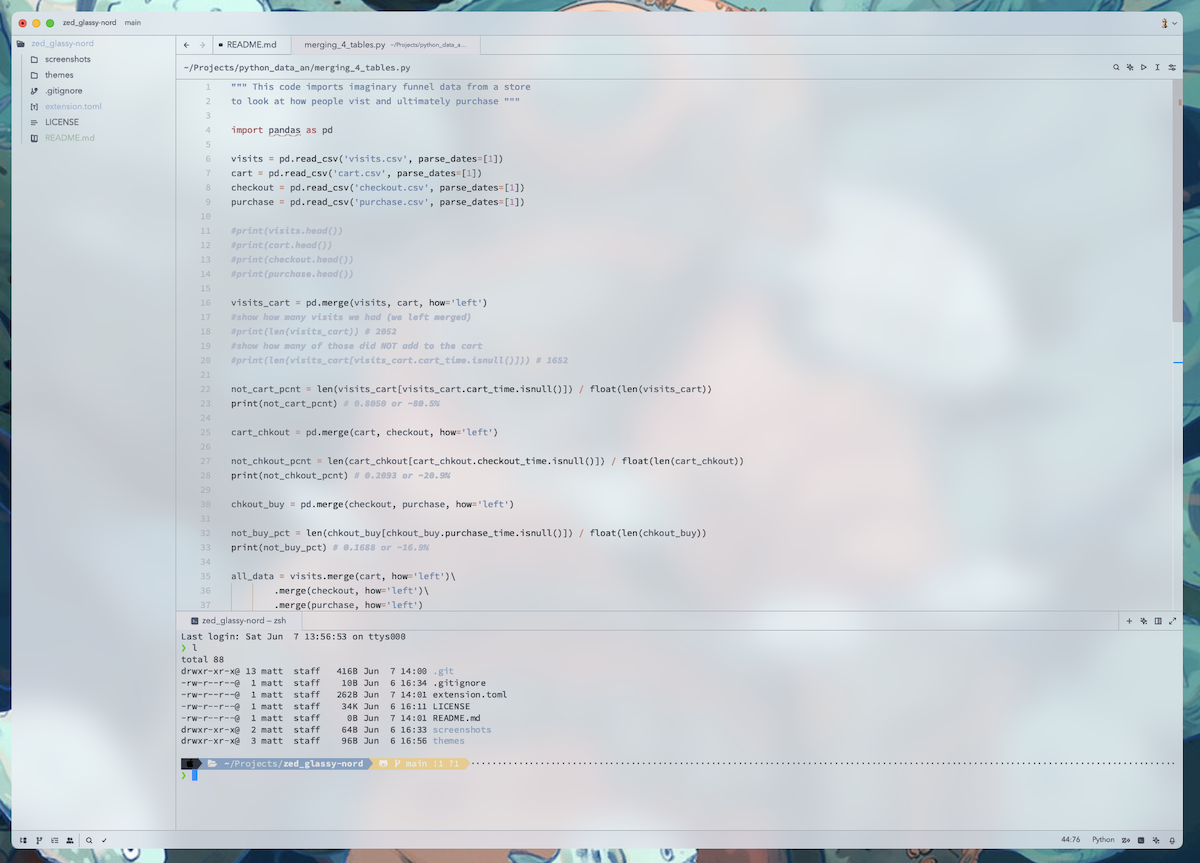 zed_glassy-nord main
zed_glassy-nord
screenshots
themes
.gitignore
extension.toml
LICENSE
README.md
README.md
merging_4_tables.py ~/Projects/python_data_a...
~/Projects/python_data_an/merging_4_tables.py
1 """ This code imports imaginary funnel data from a store
2 to look at how people vist and ultimately purchase """
3
4 import pandas as pd
5
6 visits = pd.read_csv('visits.csv', parse_dates=[1])
7 cart = pd.read_csv('cart.csv', parse_dates=[1])
8 checkout = pd.read_csv('checkout.csv', parse_dates=[1])
9 purchase = pd.read_csv('purchase.csv', parse_dates=[1])
10
11 #print(visits.head())
12 #print(cart.head())
13 #print(checkout.head())
14 #print(purchase.head())
15
16 visits_cart = pd.merge(visits, cart, how='left')
17 #show how many visits we had (we left merged)
18 #print(len(visits_cart)) # 2052
19 #show how many of those did NOT add to the cart
20 #print(len(visits_cart[visits_cart.cart_time.isnull()])) # 1652
21
22 not_cart_pcnt = len(visits_cart[visits_cart.cart_time.isnull()]) / float(len(visits_cart))
23 print(not_cart_pcnt) # 0.8050 or ~80.5%
24
25 cart_chkout = pd.merge(cart, checkout, how='left')
26
27 not_chkout_pcnt = len(cart_chkout[cart_chkout.checkout_time.isnull()]) / float(len(cart_chkout))
28 print(not_chkout_pcnt) # 0.2093 or ~20.9%
29
30 chkout_buy = pd.merge(checkout, purchase, how='left')
31
32 not_buy_pct = len(chkout_buy[chkout_buy.purchase_time.isnull()]) / float(len(chkout_buy))
33 print(not_buy_pct) # 0.1688 or ~16.9%
34
35 all_data = visits.merge(cart, how='left')\
36 .merge(checkout, how='left')\
37 .merge(purchase, how='left')
zed_glassy-nord — zsh
Last login: Sat Jun  7 13:56:53 on ttys000
❯ l
total 88
drwxr-xr-x@ 13 matt  staff   416B Jun  7 14:00 .git
-rw-r--r--@  1 matt  staff    10B Jun  6 16:34 .gitignore
-rw-r--r--@  1 matt  staff   262B Jun  7 14:01 extension.toml
-rw-r--r--@  1 matt  staff    34K Jun  6 16:11 LICENSE
-rw-r--r--@  1 matt  staff     0B Jun  7 14:01 README.md
drwxr-xr-x@  2 matt  staff    64B Jun  6 16:33 screenshots
drwxr-xr-x@  3 matt  staff    96B Jun  6 16:56 themes
~/Projects/zed_glassy-nord main !1 ?1
❯
44:76 Python